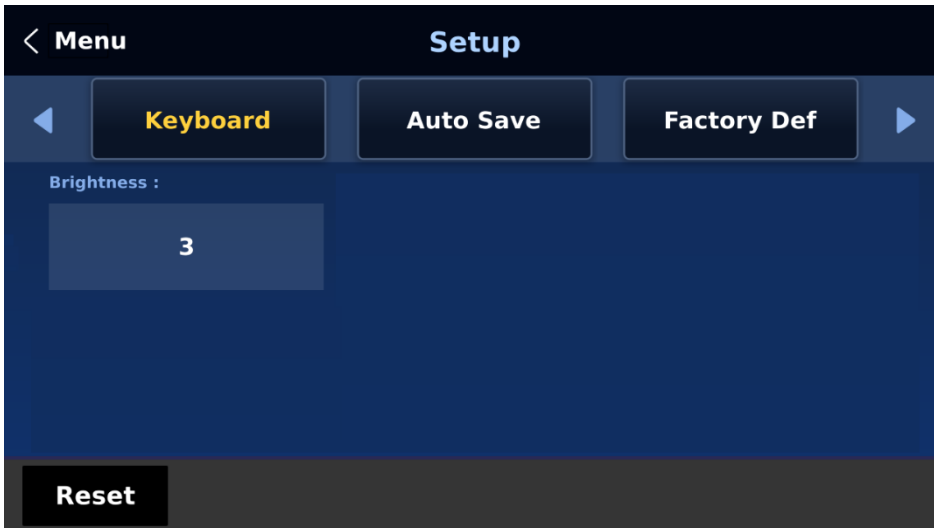 Menu
Setup
Keyboard
Auto Save
Factory Def
Brightness :
3
Reset